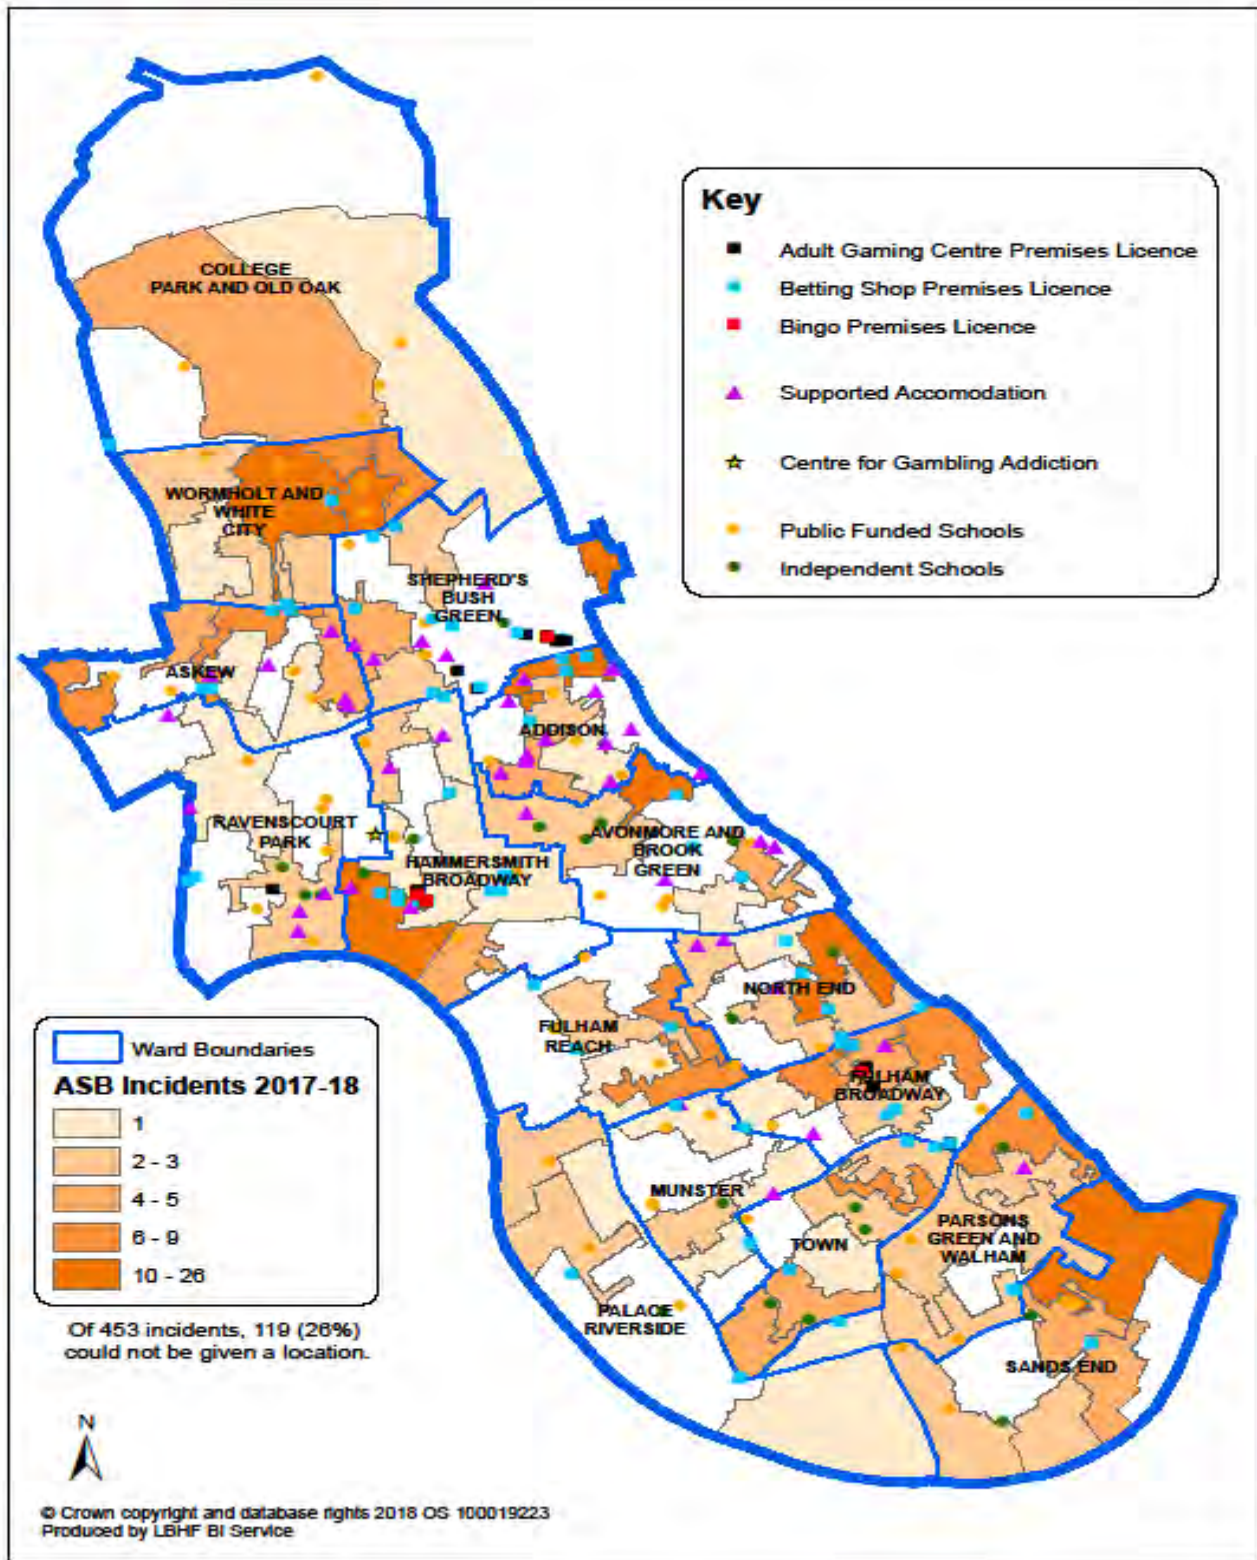 Key
Adult Gaming Centre Premises Licence
Betting Shop Premises Licence
Bingo Premises Licence
Supported Accomodation
Centre for Gambling Addiction
Public Funded Schools
Independent Schools
COLLEGE
PARK AND OLD OAK
WORMHOLT AND
WHITE
CITY
SHEPHERD'S
BUSH
GREEN
ASKEW
ADDISON
RAVENSCOURT
PARK
HAMMERSMITH
BROADWAY
AVONMORE AND
BROOK
GREEN
NORTH END
FULHAM
REACH
FULHAM
BROADWAY
MUNSTER
TOWN
PARSONS
GREEN AND
WALHAM
PALACE
RIVERSIDE
SANDS END
Ward Boundaries
ASB Incidents 2017-18
1
2 - 3
4 - 5
6 - 9
10 - 26
Of 453 incidents, 119 (26%)
could not be given a location.
N
© Crown copyright and database rights 2018 OS 100019223
Produced by LBHF BI Service